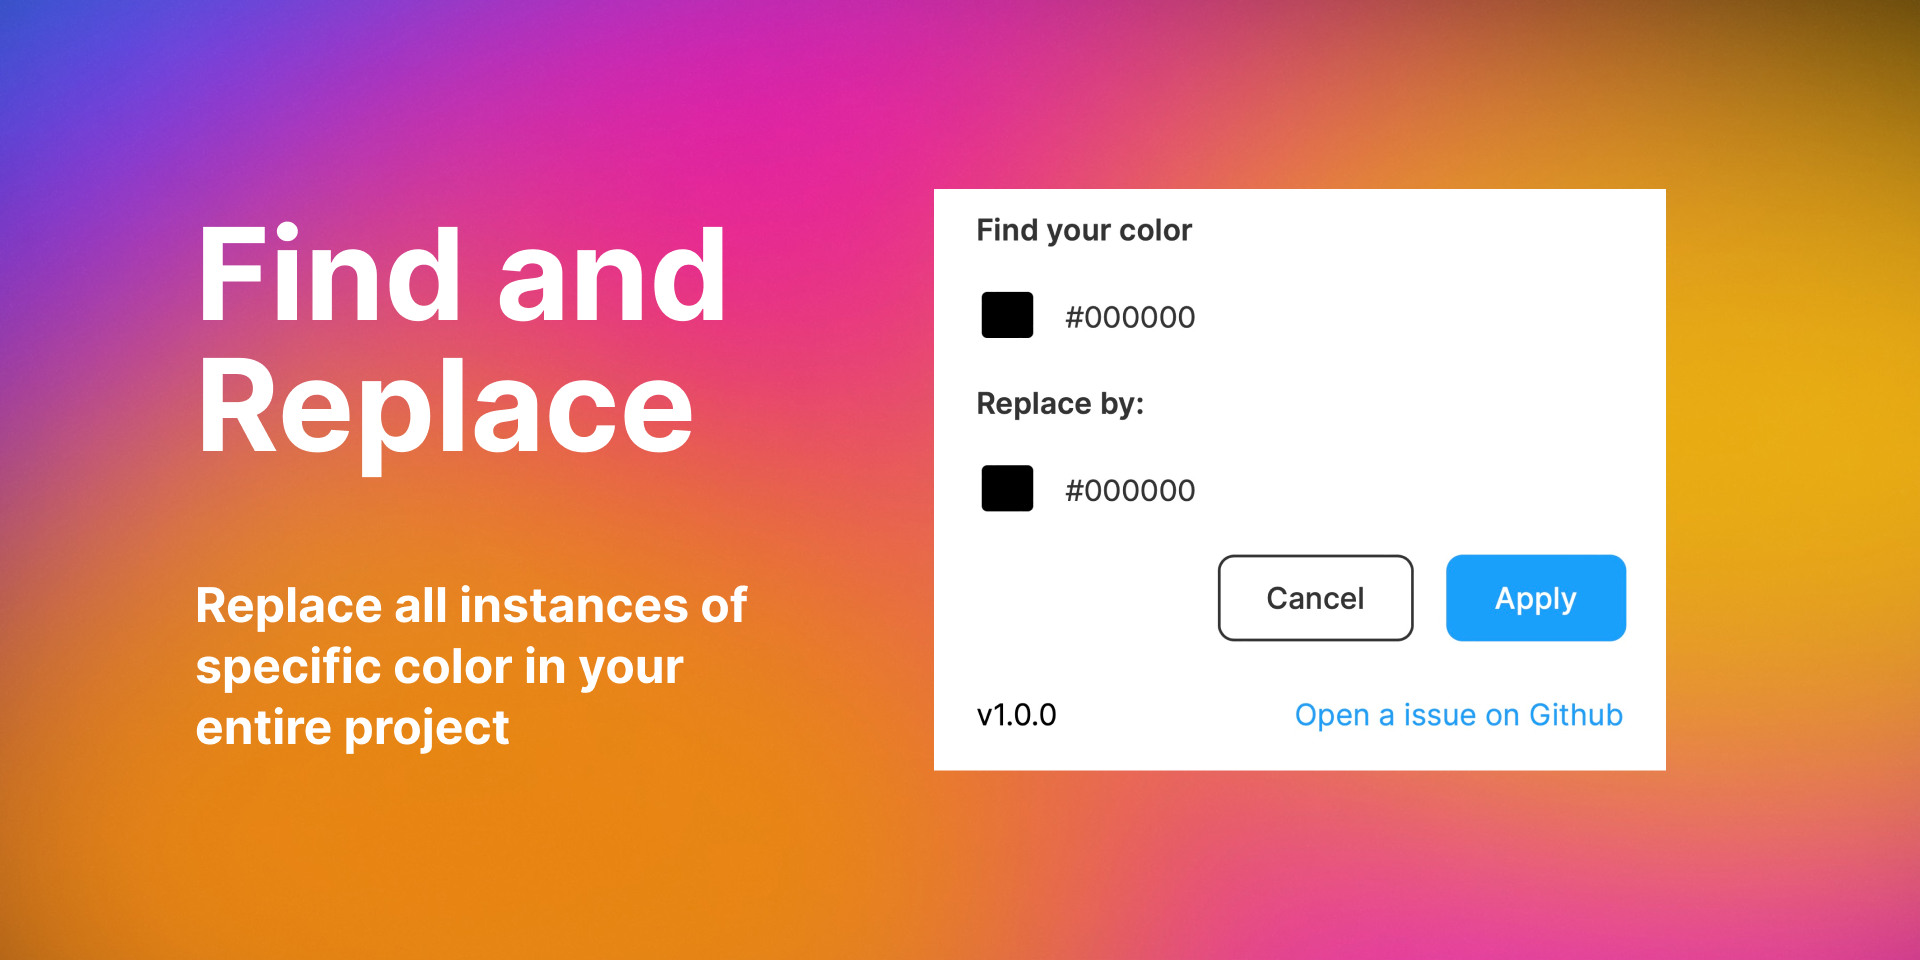 Find and
Replace
Replace all instances of
specific color in your
entire project
Find your color
#000000
Replace by:
#000000
Cancel
Apply
v1.0.0
Open a issue on Github